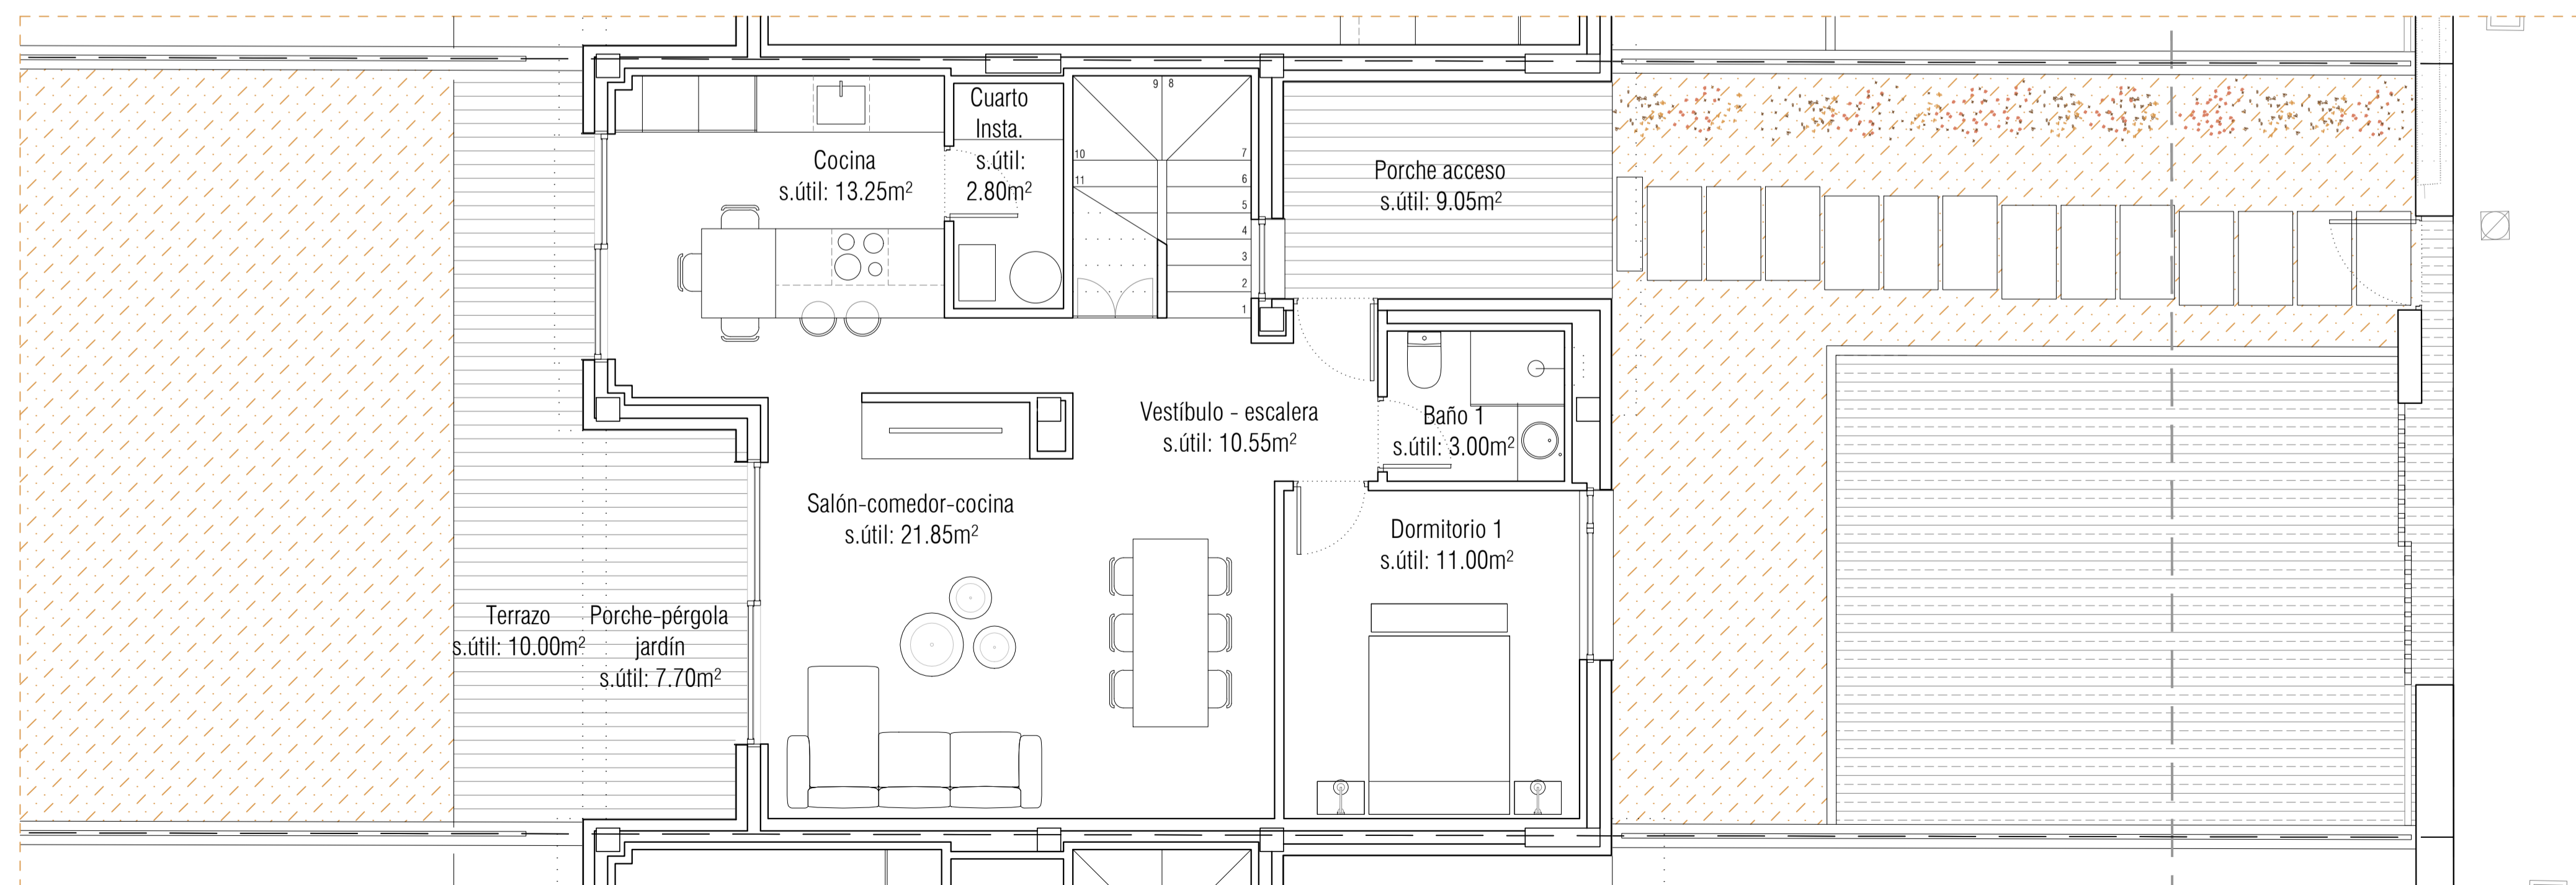 Cocina
s.útil: 13.25m²
Cuarto
Insta.
s.útil:
2.80m²
9 8
10
11
7
6
5
4
3
2
1
Porche acceso
s.útil: 9.05m²
Vestíbulo - escalera
s.útil: 10.55m²
Baño 1
s.útil: 3.00m²
Salón-comedor-cocina
s.útil: 21.85m²
Dormitorio 1
s.útil: 11.00m²
Terrazo
s.útil: 10.00m²
Porche-pérgola
jardín
s.útil: 7.70m²